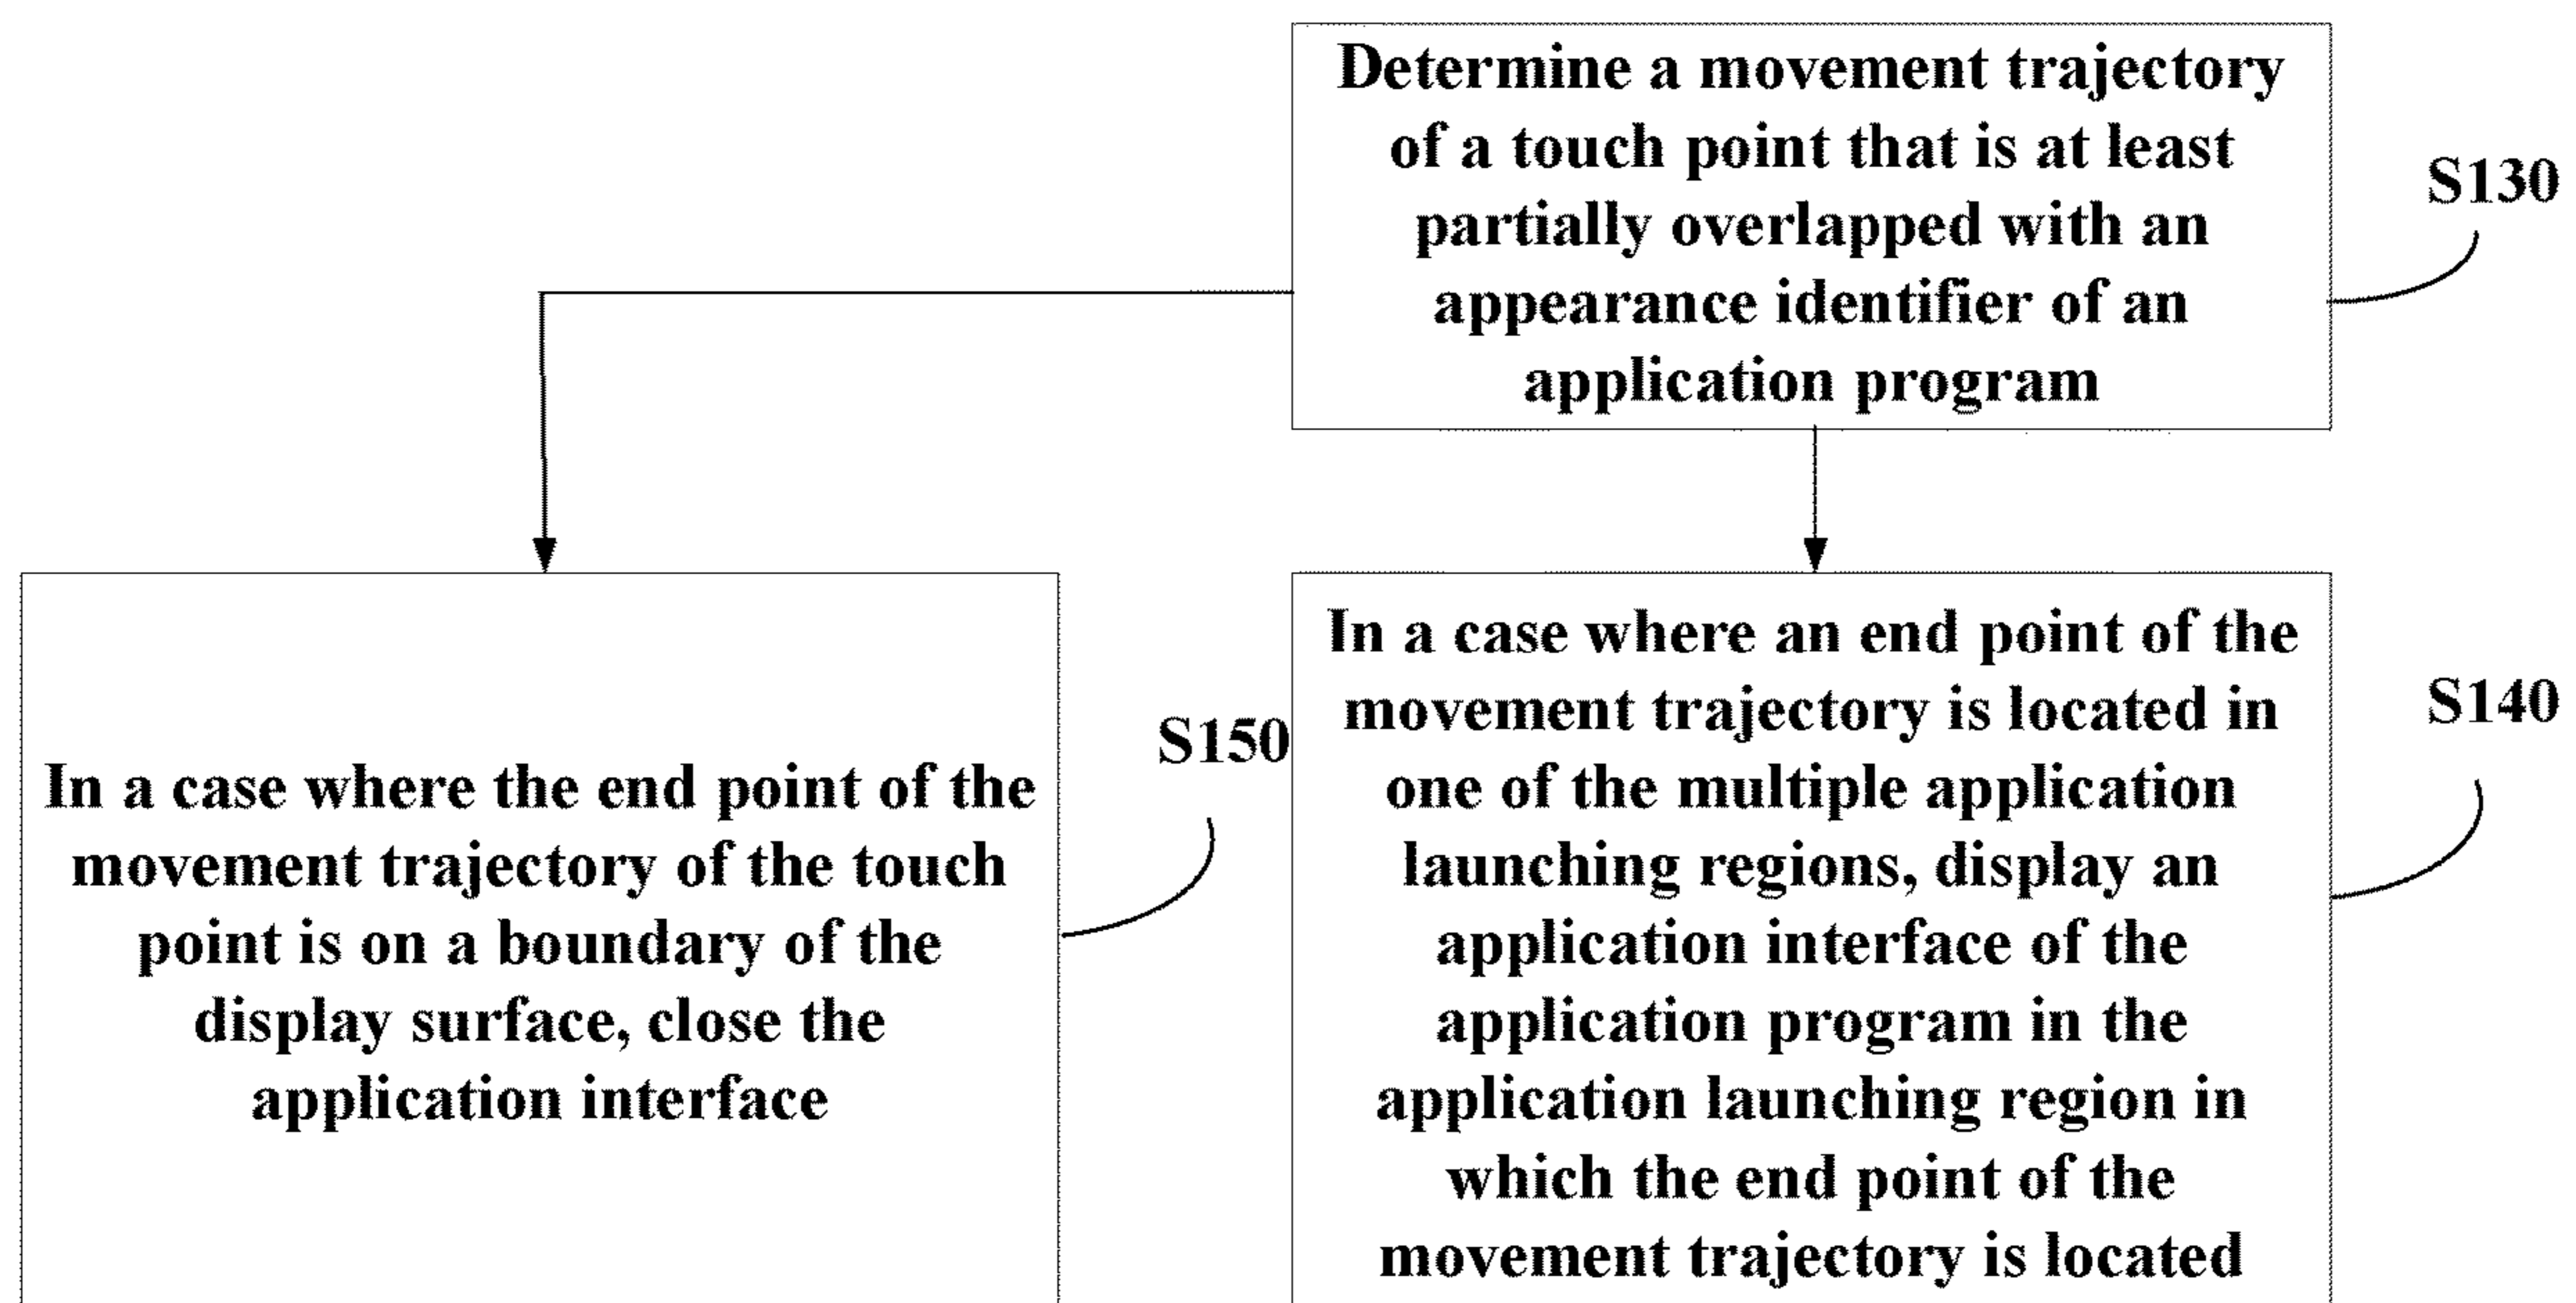 Determine a movement trajectory
of a touch point that is at least
partially overlapped with an
appearance identifier of an
application program
S130
In a case where the end point of the
movement trajectory of the touch
point is on a boundary of the
display surface, close the
application interface
S150
In a case where an end point of the
movement trajectory is located in
one of the multiple application
launching regions, display an
application interface of the
application program in the
application launching region in
which the end point of the
movement trajectory is located
S140